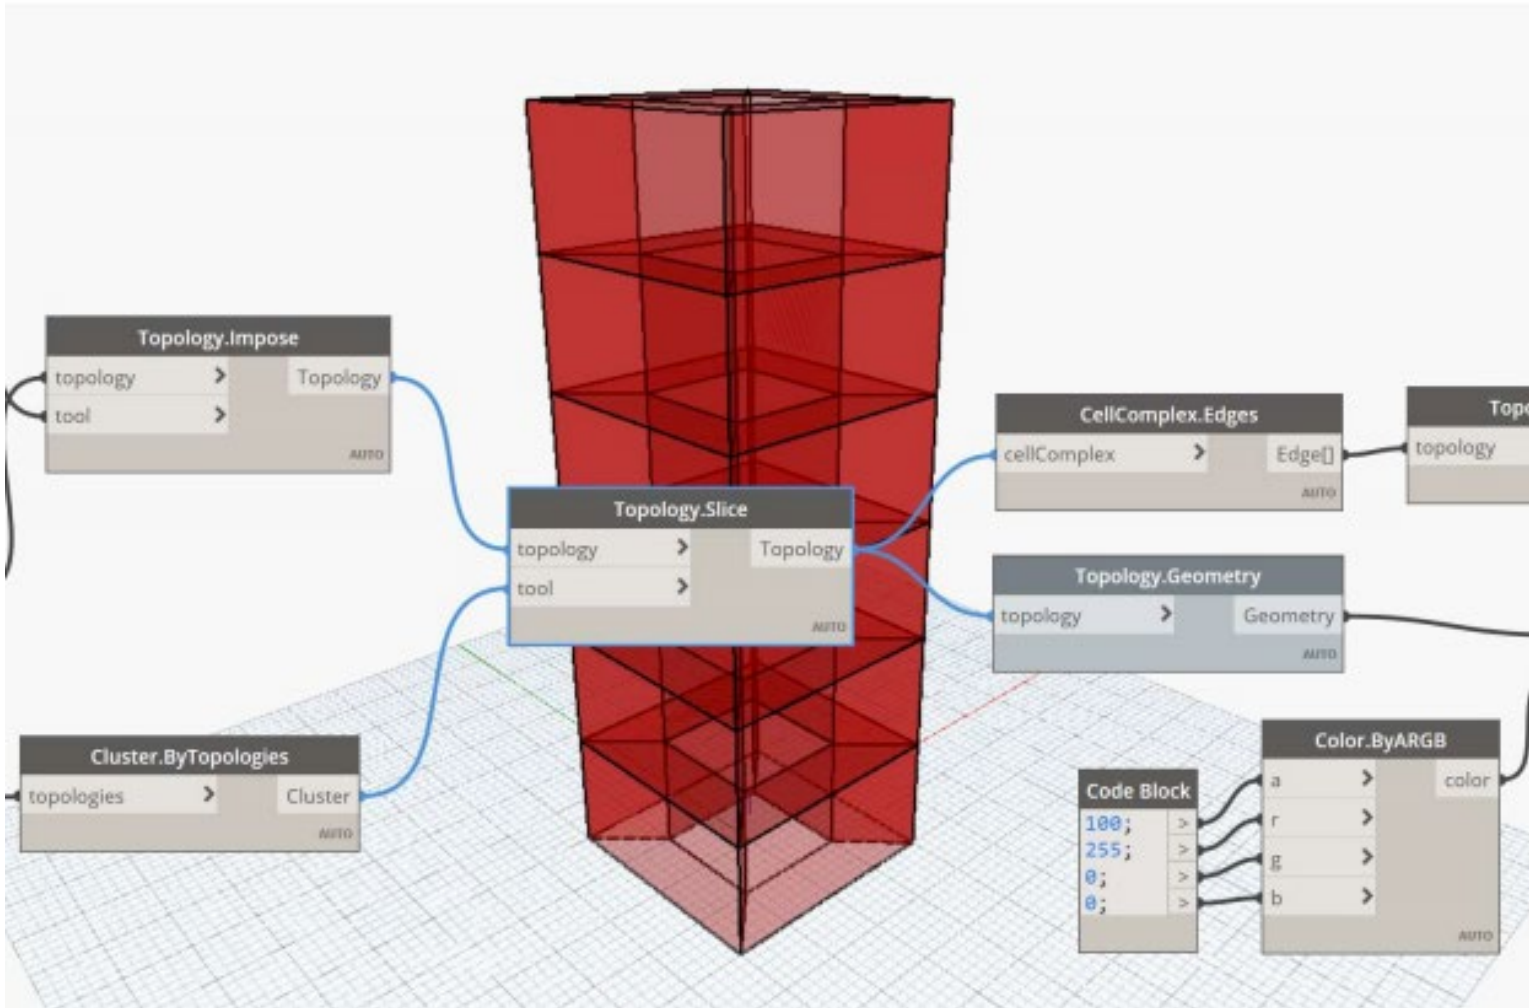 Topology.Impose
topology > Topology
tool >
AUTO
CellComplex.Edges
cellComplex > Edge[]
AUTO
topology
Topology.Slice
topology > Topology
tool >
AUTO
Topology.Geometry
topology > Geometry
AUTO
Cluster.ByTopologies
topologies > Cluster
AUTO
Code Block
100; >
255; >
0; >
0; >
Color.ByARGB
a > color
r >
g >
b >
AUTO